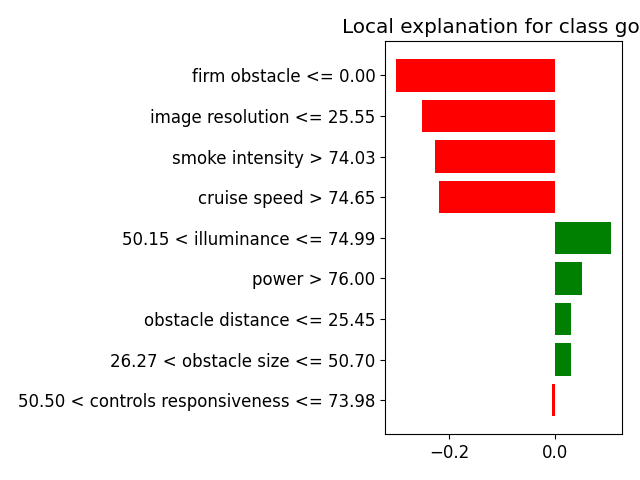 Local explanation for class go
firm obstacle <= 0.00
image resolution <= 25.55
smoke intensity > 74.03
cruise speed > 74.65
50.15 < illuminance <= 74.99
power > 76.00
obstacle distance <= 25.45
26.27 < obstacle size <= 50.70
50.50 < controls responsiveness <= 73.98
−0.2 0.0